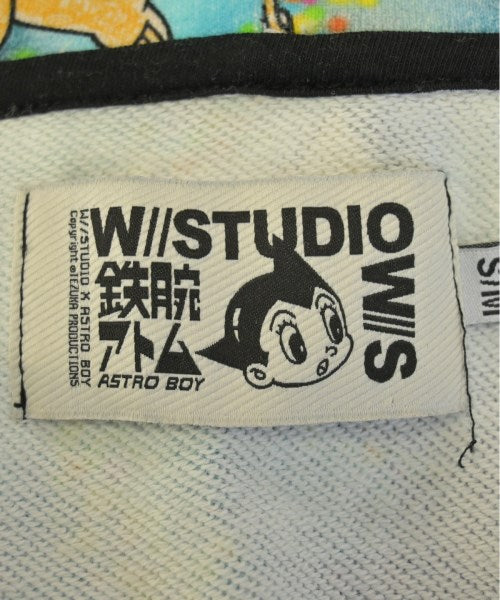 W//STUDIO
W//S
鉄腕
アトム
ASTRO BOY
W//STUDIO X ASTRO BOY
Copyright ©TEZUKA PRODUCTIONS